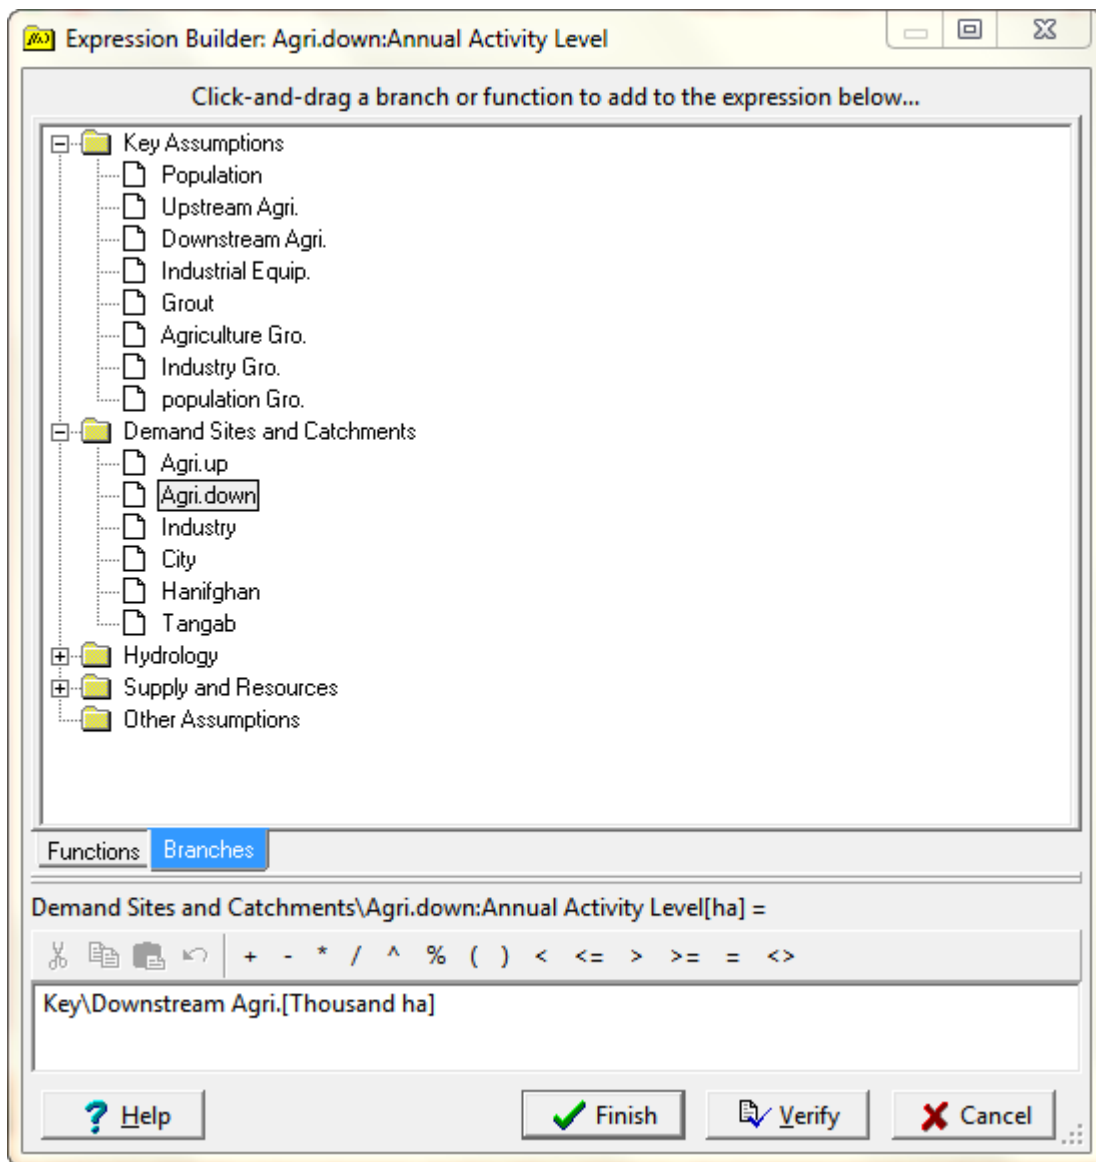 Expression Builder: Agri.down:Annual Activity Level
Click-and-drag a branch or function to add to the expression below...
Key Assumptions
Population
Upstream Agri.
Downstream Agri.
Industrial Equip.
Grout
Agriculture Gro.
Industry Gro.
population Gro.
Demand Sites and Catchments
Agri.up
Agri.down
Industry
City
Hanifghan
Tangab
Hydrology
Supply and Resources
Other Assumptions
Functions Branches
Demand Sites and Catchments\Agri.down:Annual Activity Level[ha] =
+ - * / ^ % ( ) < <= > >= = <>
Key\Downstream Agri.[Thousand ha]
? Help Finish Verify Cancel